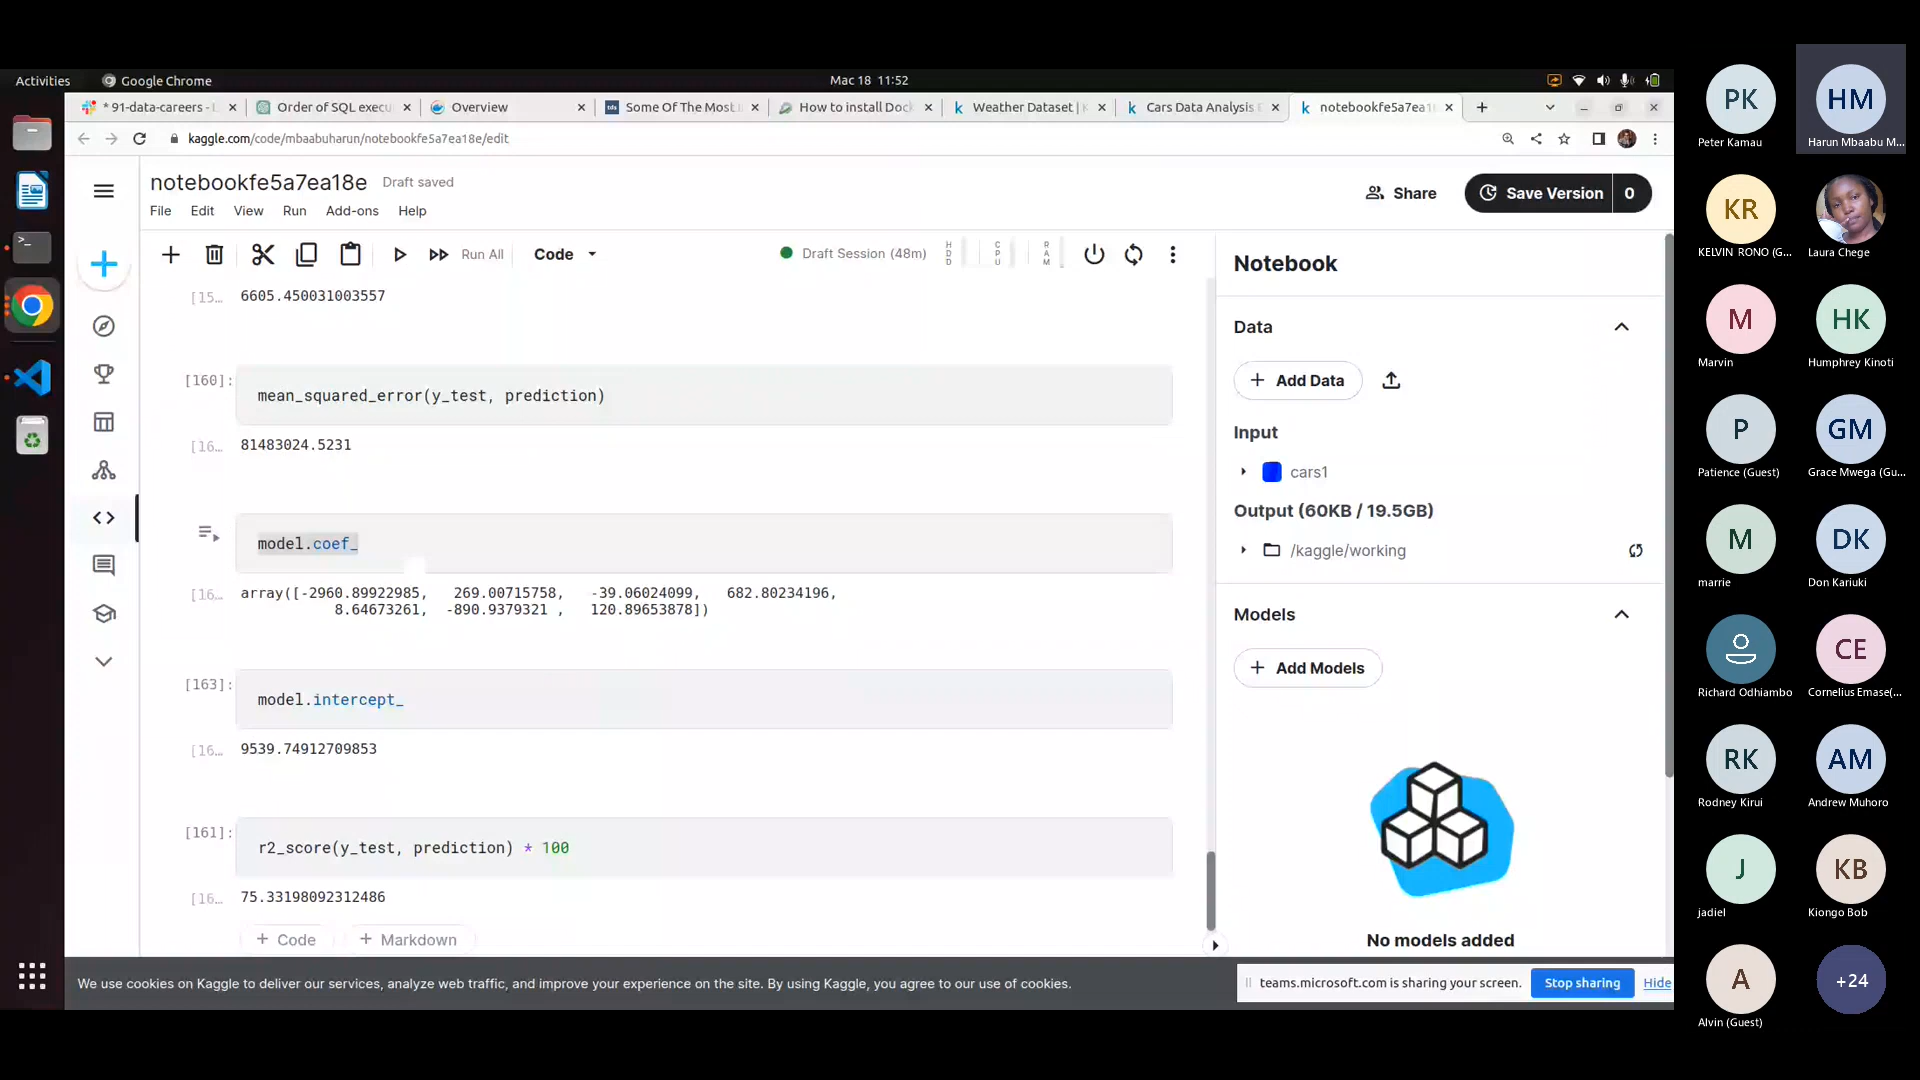 Activities
Google Chrome
Mac 18 11:52
* 91-data-careers -
Order of SQL execu
Overview
Some Of The Most
How to install Doc
Weather Dataset |
Cars Data Analysis
notebookfe5a7ea1
kaggle.com/code/mbaabuharun/notebookfe5a7ea18e/edit
notebookfe5a7ea18e
Draft saved
File
Edit
View
Run
Add-ons
Help
Share
Save Version
0
Run All
Code
Draft Session (48m)
HDD
CPU
RAM
[15...
6605.450031003557
[160]:
mean_squared_error(y_test, prediction)
[16...
81483024.5231
model.coef_
[16...
array([-2960.89922985, 269.00715758, -39.06024099, 682.80234196,
8.64673261, -890.9379321 , 120.89653878])
[163]:
model.intercept_
[16...
9539.74912709853
[161]:
r2_score(y_test, prediction) * 100
[16...
75.33198092312486
+ Code
+ Markdown
Notebook
Data
+ Add Data
Input
cars1
Output (60KB / 19.5GB)
/kaggle/working
Models
+ Add Models
No models added
We use cookies on Kaggle to deliver our services, analyze web traffic, and improve your experience on the site. By using Kaggle, you agree to our use of cookies.
teams.microsoft.com is sharing your screen.
Stop sharing
Hide
PK
Peter Kamau
HM
Harun Mbaabu M...
KR
KELVIN RONO (G...
Laura Chege
M
Marvin
HK
Humphrey Kinoti
P
Patience (Guest)
GM
Grace Mwega (Gu...
M
marrie
DK
Don Kariuki
Richard Odhiambo
CE
Cornelius Emase(...
RK
Rodney Kirui
AM
Andrew Muhoro
J
jadiel
KB
Kiongo Bob
A
Alvin (Guest)
+24